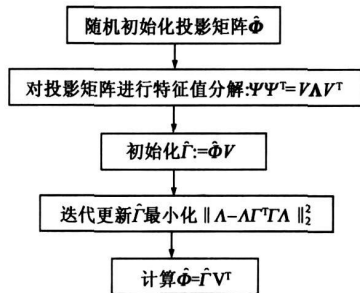 随机初始化投影矩阵Φ̂
对投影矩阵进行特征值分解:ΨΨᵀ=VΛVᵀ
初始化Γ̂:=Φ̂V
迭代更新Γ̂最小化‖Λ-ΛΓᵀΓΛ‖₂²
计算Φ̂=Γ̂Vᵀ